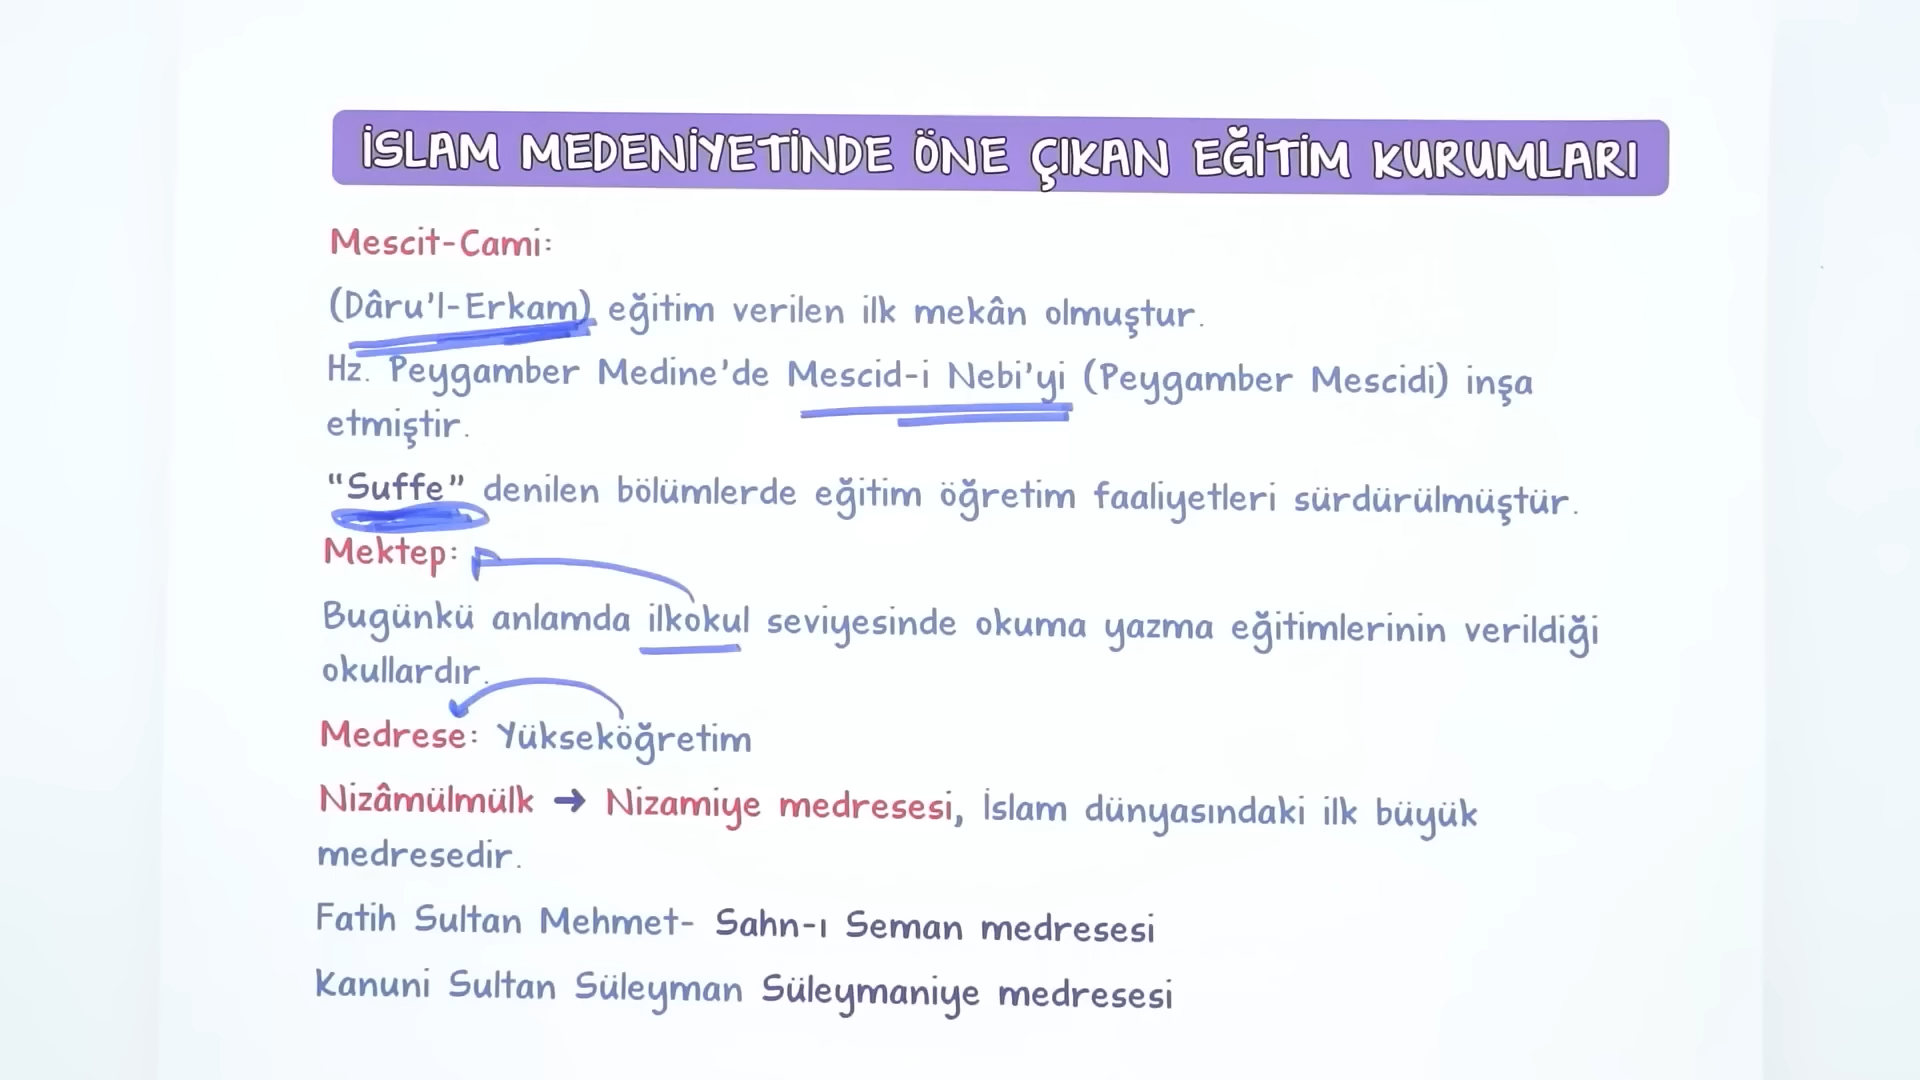 İSLAM MEDENİYETİNDE ÖNE ÇIKAN EĞİTİM KURUMLARI
Mescit-Cami:
(Dâru'l-Erkam) eğitim verilen ilk mekân olmuştur.
Hz. Peygamber Medine'de Mescid-i Nebi'yi (Peygamber Mescidi) inşa
etmiştir.
"Suffe" denilen bölümlerde eğitim öğretim faaliyetleri sürdürülmüştür.
Mektep:
Bugünkü anlamda ilkokul seviyesinde okuma yazma eğitimlerinin verildiği
okullardır.
Medrese: Yükseköğretim
Nizâmülmülk → Nizamiye medresesi, İslam dünyasındaki ilk büyük
medresedir.
Fatih Sultan Mehmet- Sahn-ı Seman medresesi
Kanuni Sultan Süleyman Süleymaniye medresesi